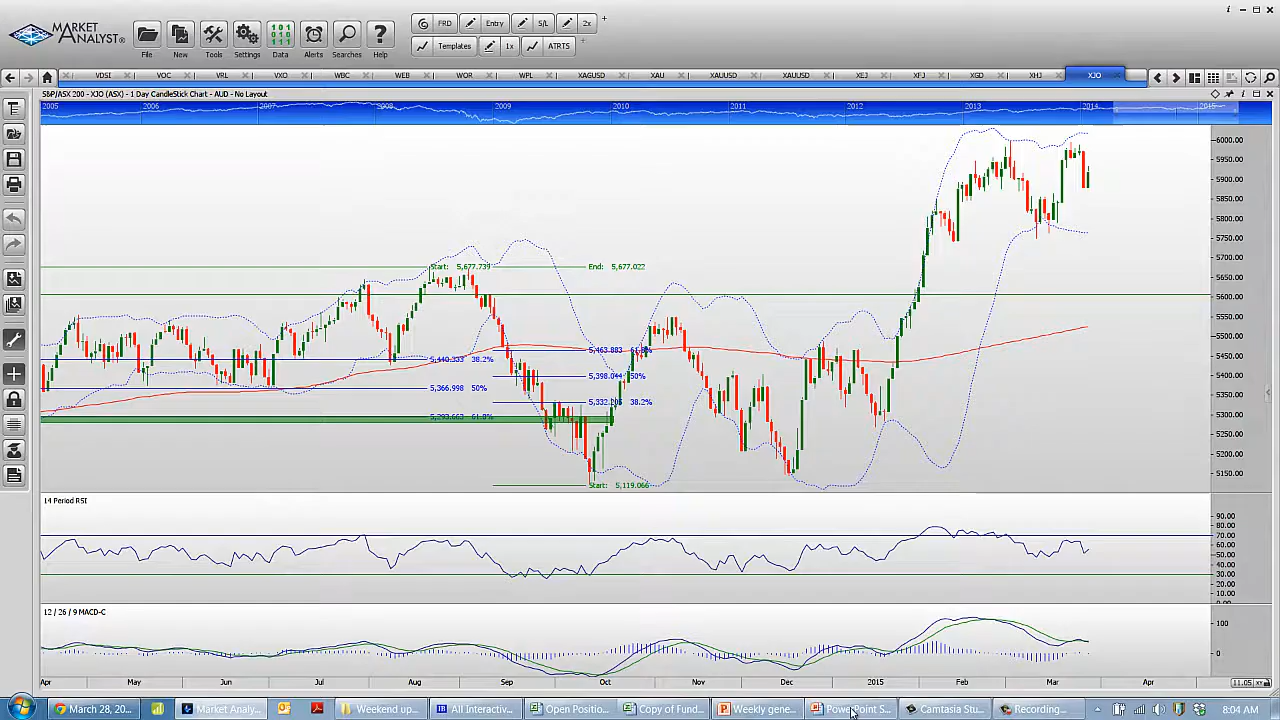 MARKET ANALYST®
File New Tools Settings Data Alerts Searches Help
FRD Entry S/L 2x
Templates 1x ATRTS
VDSI VOC VRL VXO WBC WEB WOR WPL XAGUSD XAU XAUUSD XAUUSD XEJ XFJ XGD XHJ XJO
S&P/ASX 200 - XJO (ASX) - 1 Day CandleStick Chart - AUD - No Layout
2005 2006 2007 2008 2009 2010 2011 2012 2013 2014 2015
6000.00
5950.00
5900.00
5850.00
5800.00
5750.00
5700.00
5650.00
5600.00
5550.00
5500.00
5450.00
5400.00
5350.00
5300.00
5250.00
5200.00
5150.00
Start: 5,677.739 End: 5,677.022
5,463.883 61.8%
5,440.333 38.2%
5,398.044 50%
5,366.998 50%
5,332.205 38.2%
5,293.663 61.8%
Start: 5,119.066
14 Period RSI
90.00
80.00
70.00
60.00
50.00
40.00
30.00
20.00
10.00
0.00
12 / 26 / 9 MACD-C
100
0
Apr May Jun Jul Aug Sep Oct Nov Dec 2015 Feb Mar Apr 11.05
March 28, 20... Market Analy... Weekend up... All Interactiv... Open Positio... Copy of Fund... Weekly gene... PowerPoint S... Camtasia Stu... Recording... 8:04 AM